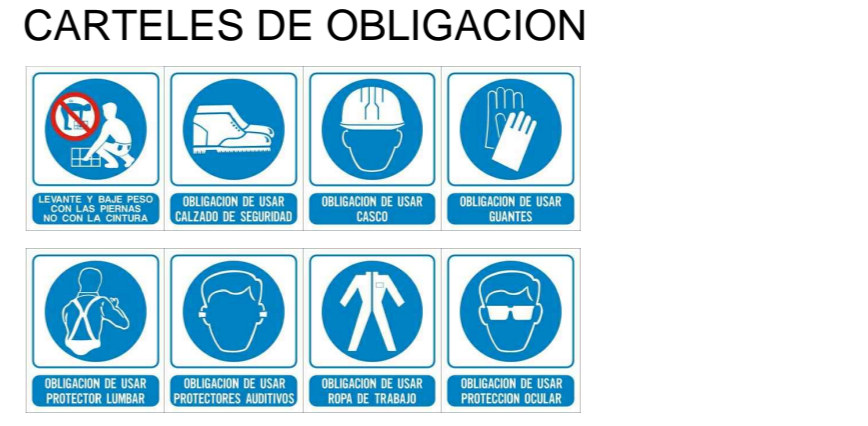 CARTELES DE OBLIGACION
LEVANTE Y BAJE PESO
CON LAS PIERNAS
NO CON LA CINTURA
OBLIGACION DE USAR
CALZADO DE SEGURIDAD
OBLIGACION DE USAR
CASCO
OBLIGACION DE USAR
GUANTES
OBLIGACION DE USAR
PROTECTOR LUMBAR
OBLIGACION DE USAR
PROTECTORES AUDITIVOS
OBLIGACION DE USAR
ROPA DE TRABAJO
OBLIGACION DE USAR
PROTECCION OCULAR